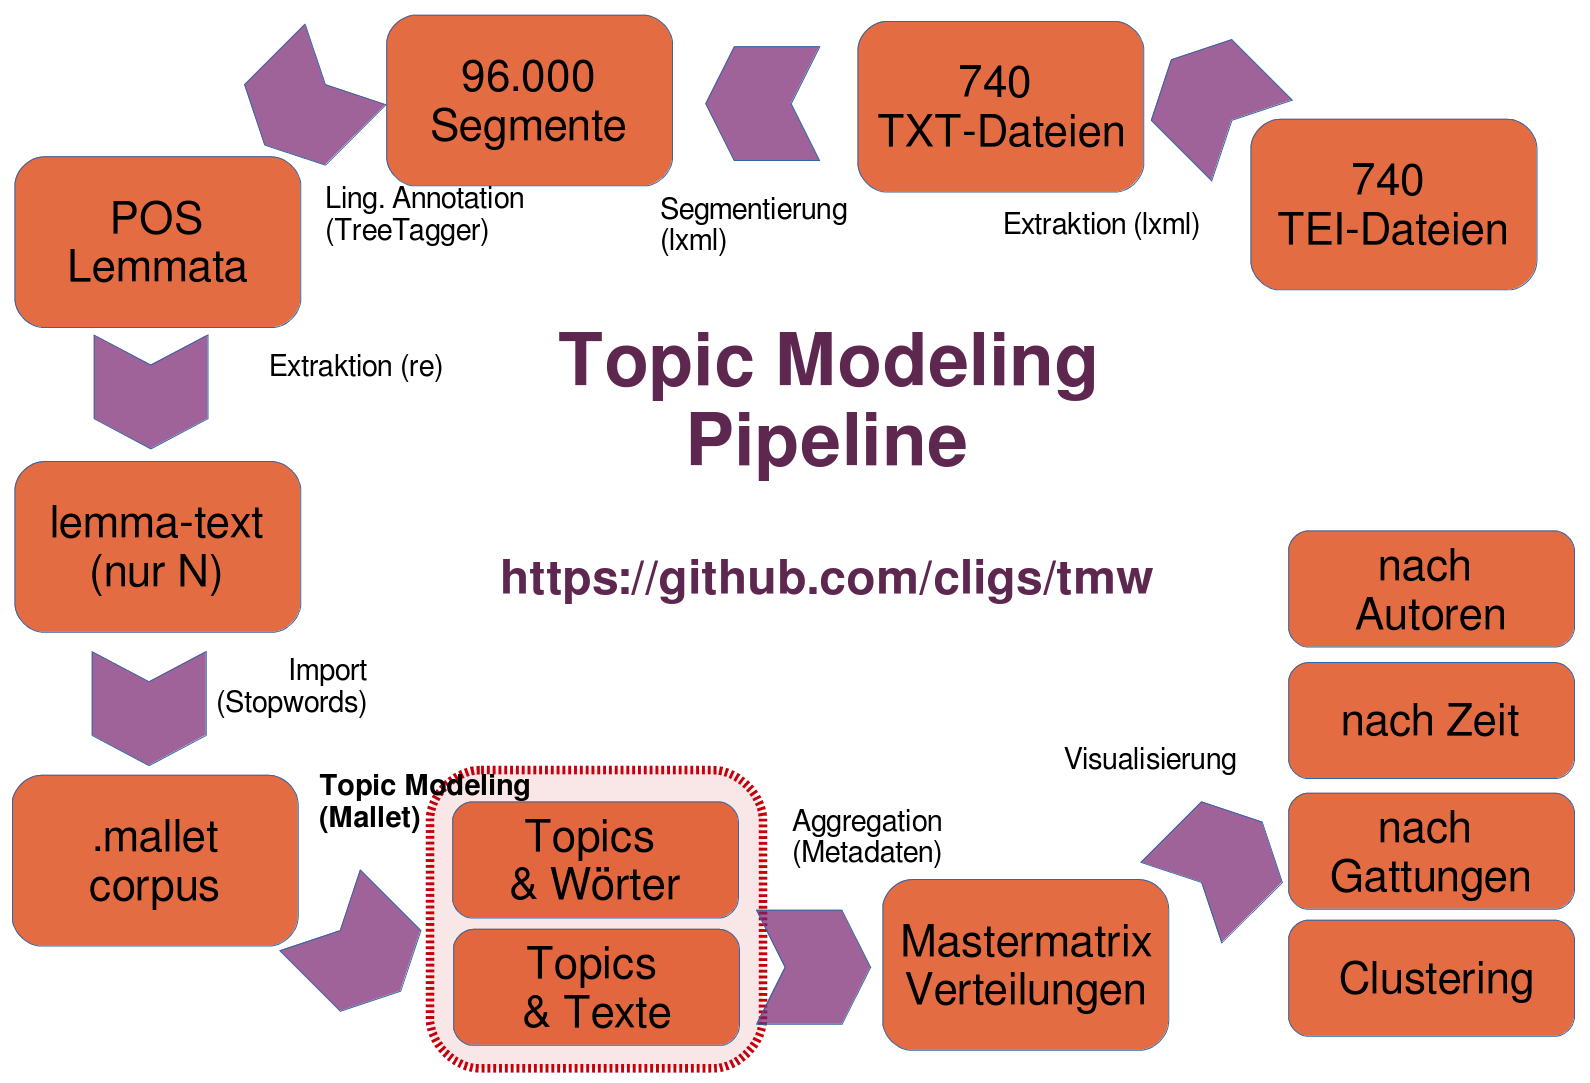 740
TEI-Dateien
Extraktion (lxml)
740
TXT-Dateien
Segmentierung
(lxml)
96.000
Segmente
Ling. Annotation
(TreeTagger)
POS
Lemmata
Extraktion (re)
Topic Modeling
Pipeline
https://github.com/cligs/tmw
lemma-text
(nur N)
Import
(Stopwords)
.mallet
corpus
Topic Modeling
(Mallet)
Topics
& Wörter
Topics
& Texte
Aggregation
(Metadaten)
Mastermatrix
Verteilungen
Visualisierung
nach
Autoren
nach Zeit
nach
Gattungen
Clustering